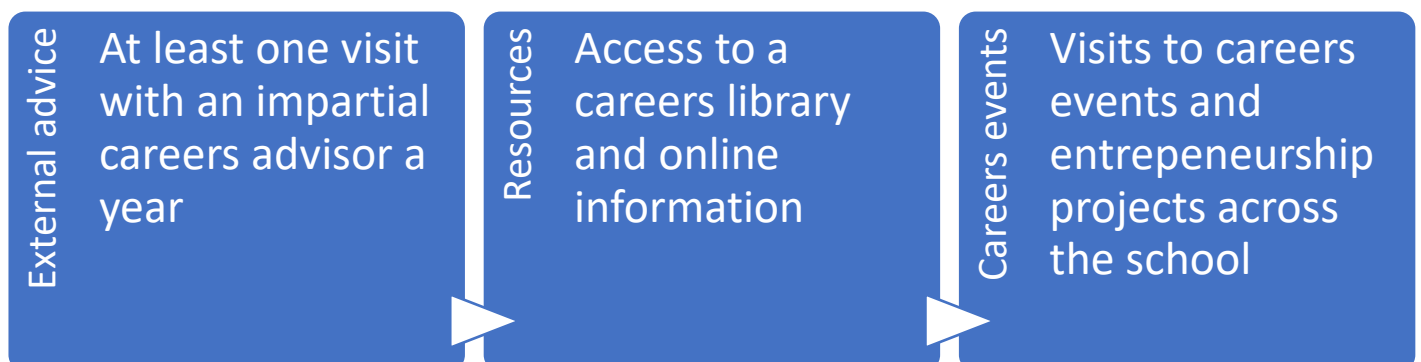 External advice
At least one visit
with an impartial
careers advisor a
year
Resources
Access to a
careers library
and online
information
Careers events
Visits to careers
events and
entrepeneurship
projects across
the school